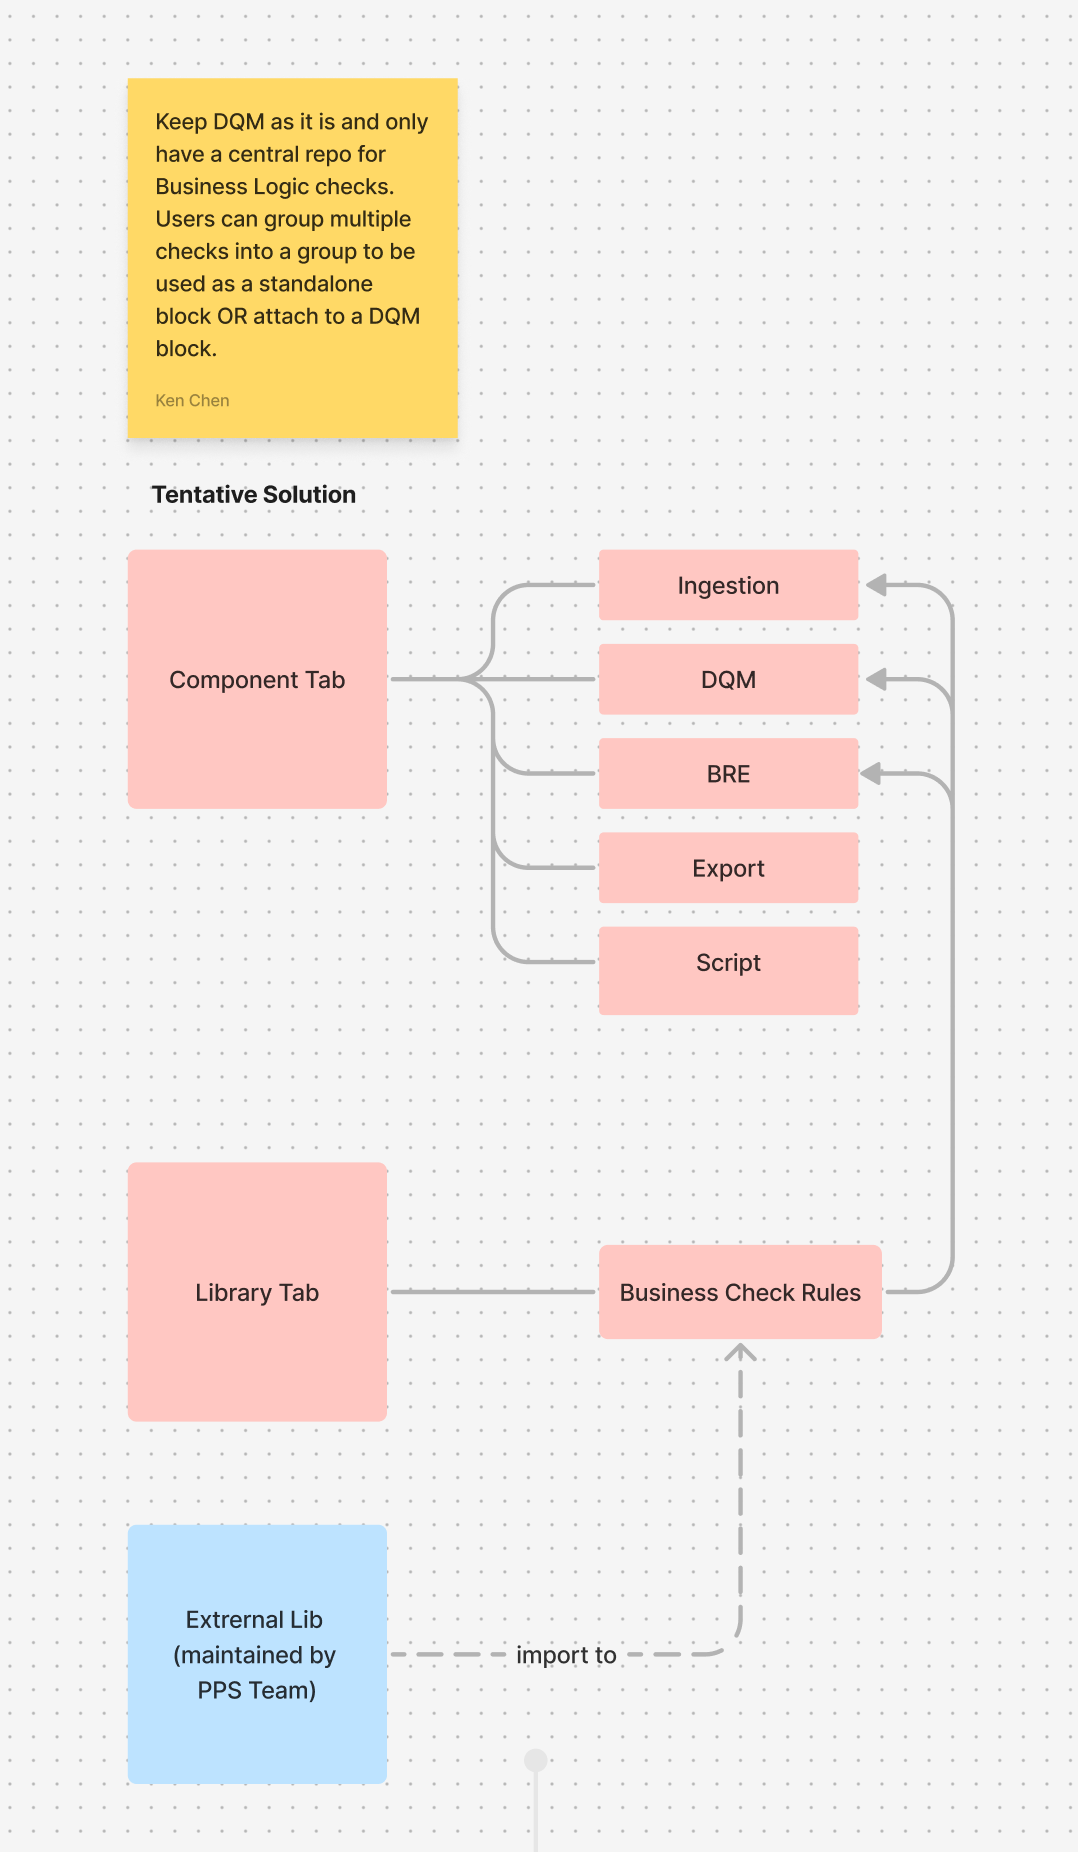 Keep DQM as it is and only
have a central repo for
Business Logic checks.
Users can group multiple
checks into a group to be
used as a standalone
block OR attach to a DQM
block.
Ken Chen
Tentative Solution
Component Tab
Ingestion
DQM
BRE
Export
Script
Library Tab
Business Check Rules
Extrernal Lib
(maintained by
PPS Team)
import to